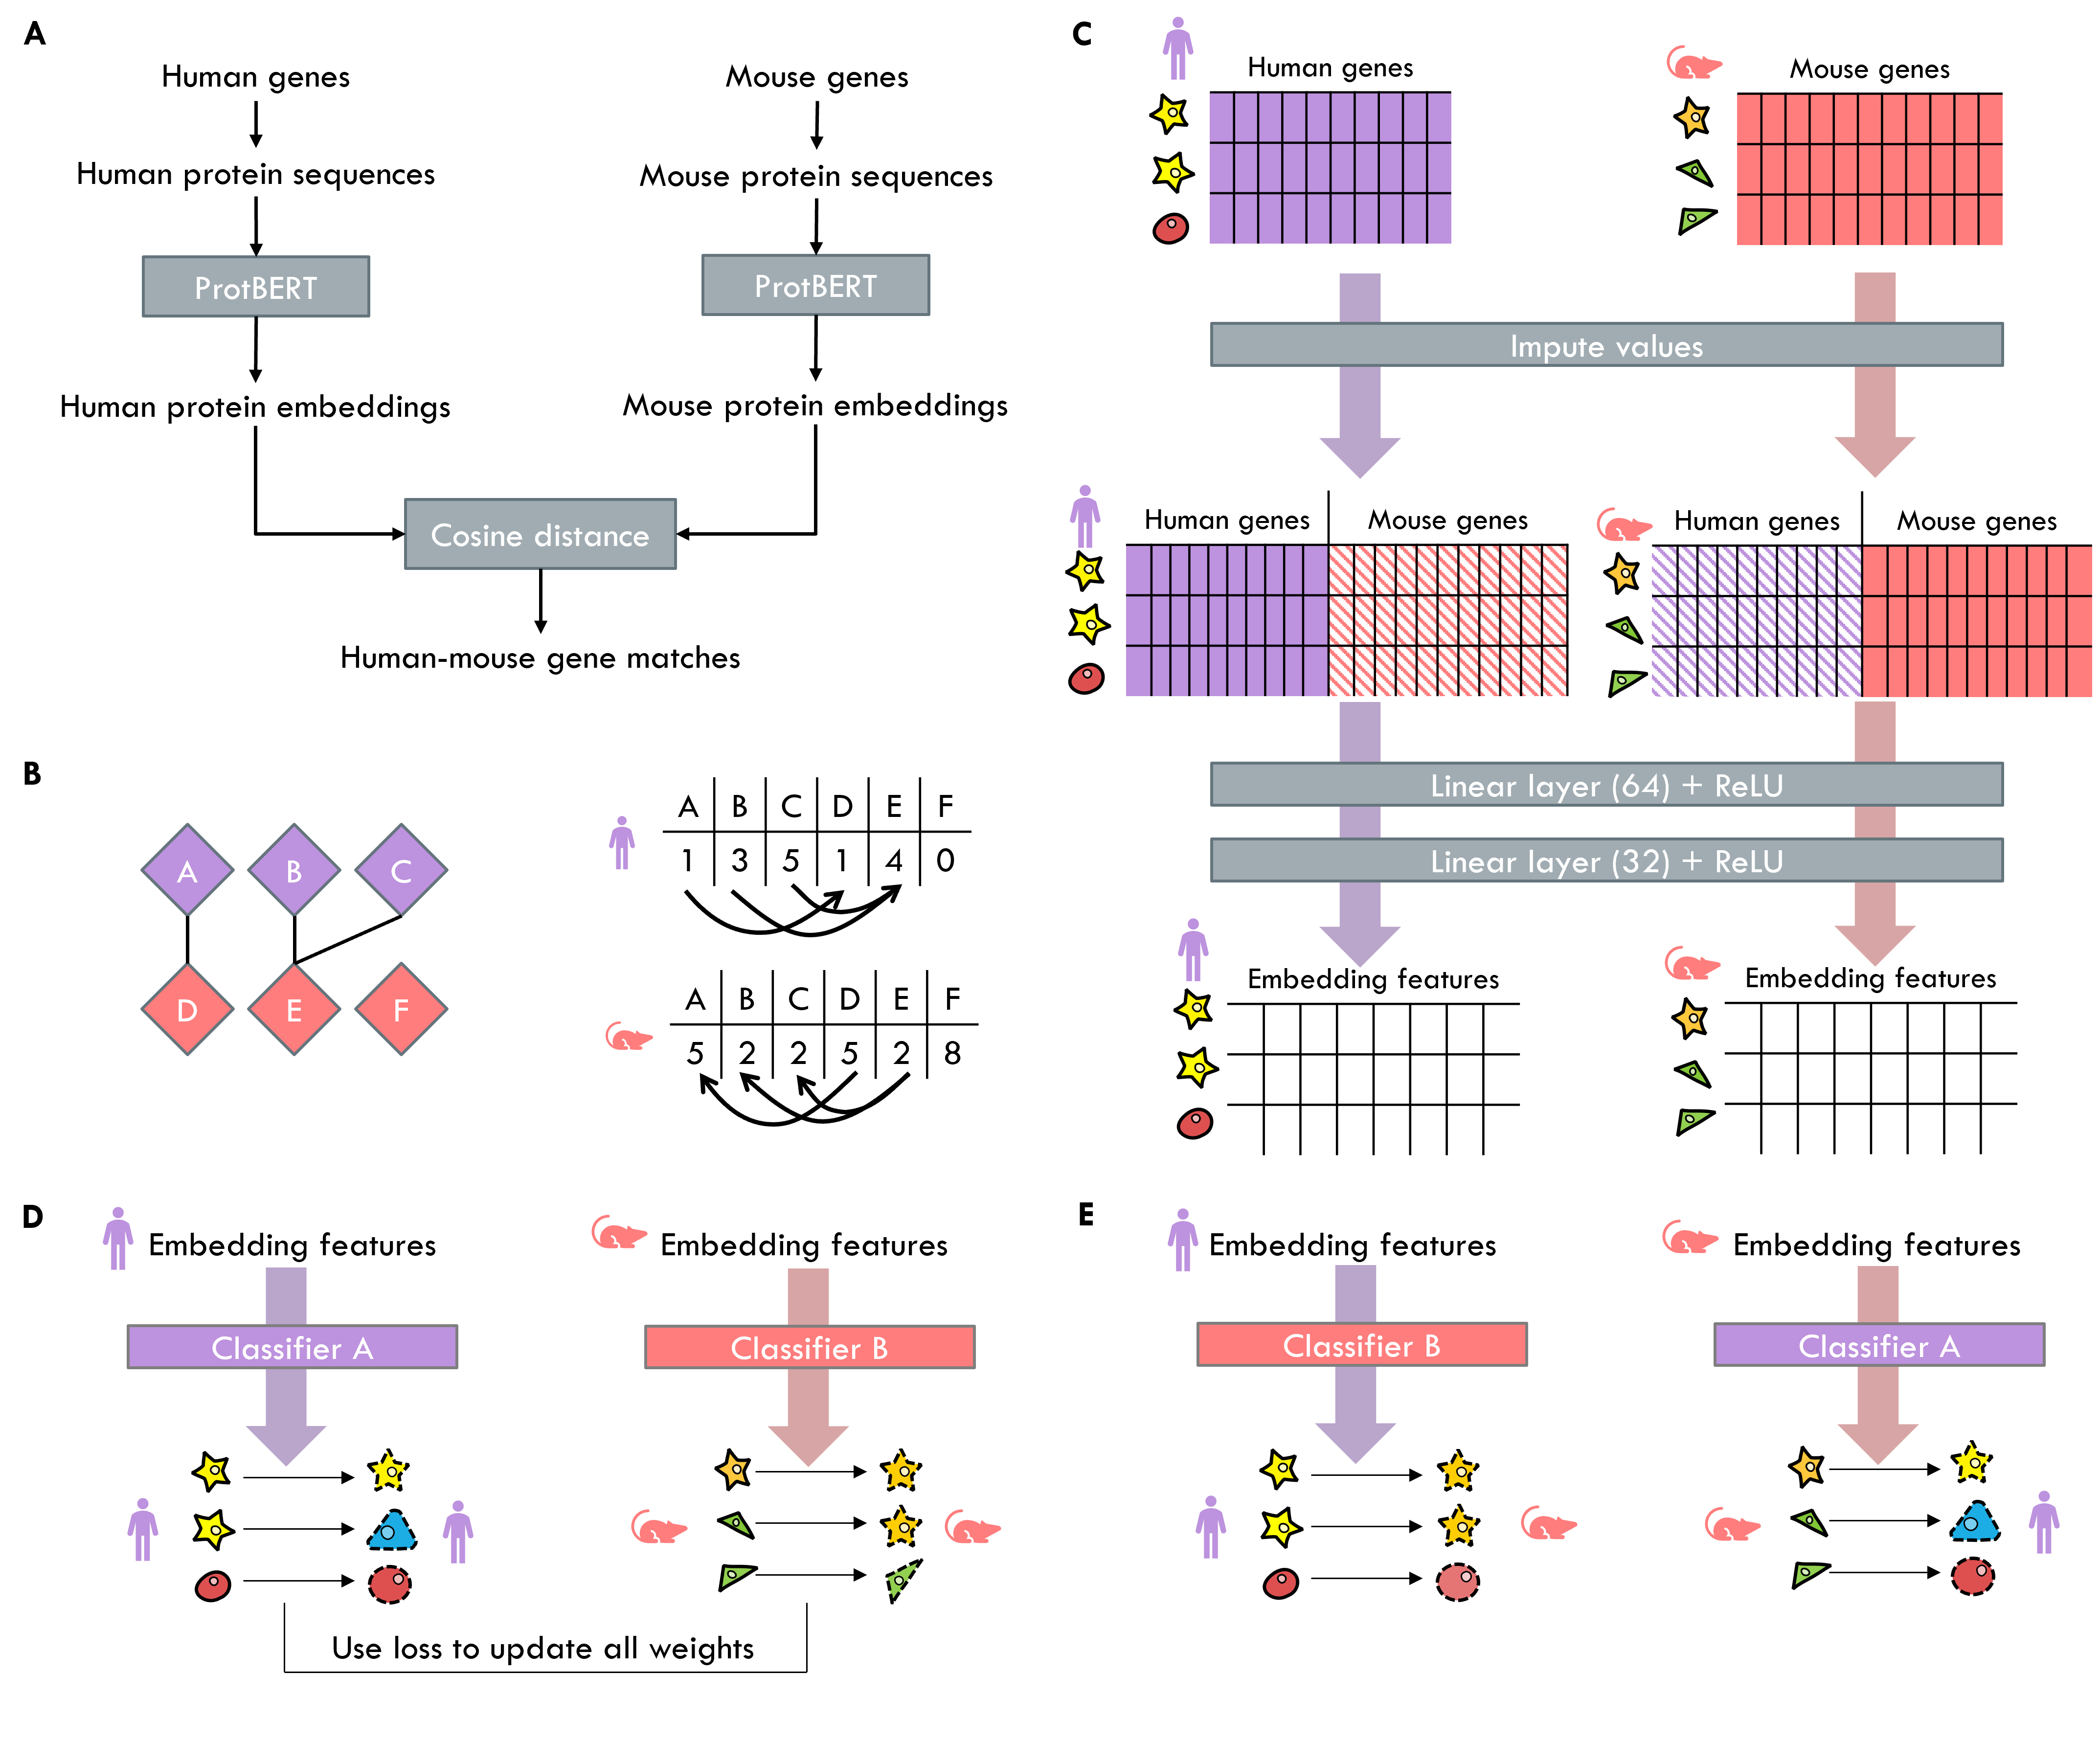 A
Human genes
Mouse genes
Human protein sequences
Mouse protein sequences
ProtBERT
ProtBERT
Human protein embeddings
Mouse protein embeddings
Cosine distance
Human-mouse gene matches
B
A
B
C
D
E
F
A B C D E F
1 3 5 1 4 0
A B C D E F
5 2 2 5 2 8
C
Human genes
Mouse genes
Impute values
Human genes
Mouse genes
Human genes
Mouse genes
Linear layer (64) + ReLU
Linear layer (32) + ReLU
Embedding features
Embedding features
D
Embedding features
Embedding features
Classifier A
Classifier B
Use loss to update all weights
E
Embedding features
Embedding features
Classifier B
Classifier A